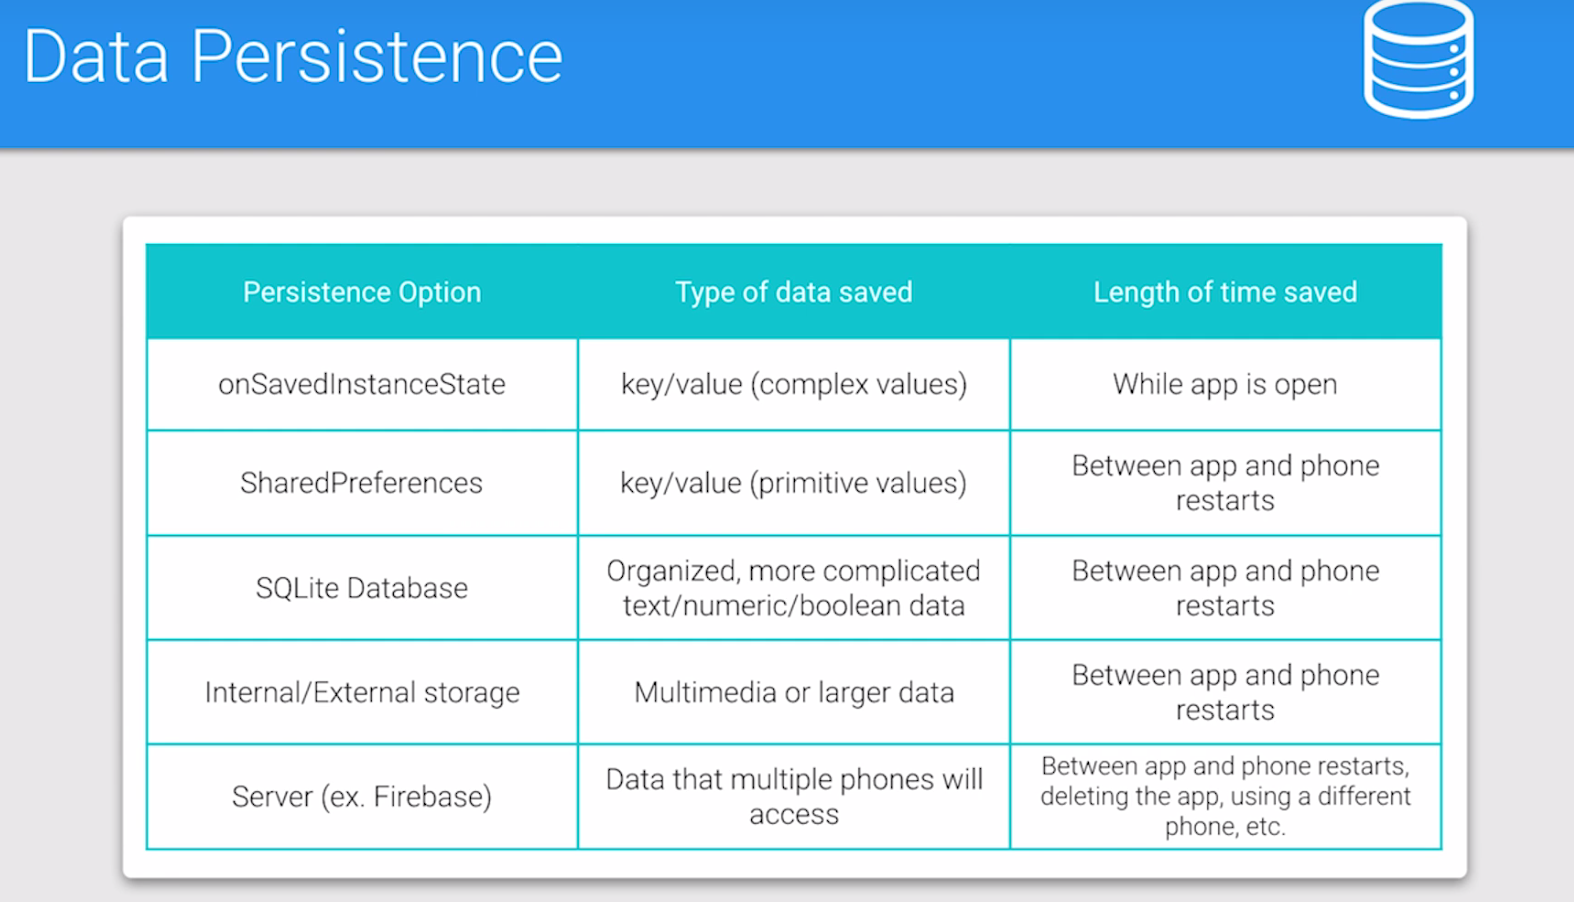 Data Persistence
Persistence Option
Type of data saved
Length of time saved
onSavedInstanceState
key/value (complex values)
While app is open
SharedPreferences
key/value (primitive values)
Between app and phone
restarts
SQLite Database
Organized, more complicated
text/numeric/boolean data
Between app and phone
restarts
Internal/External storage
Multimedia or larger data
Between app and phone
restarts
Server (ex. Firebase)
Data that multiple phones will
access
Between app and phone restarts,
deleting the app, using a different
phone, etc.